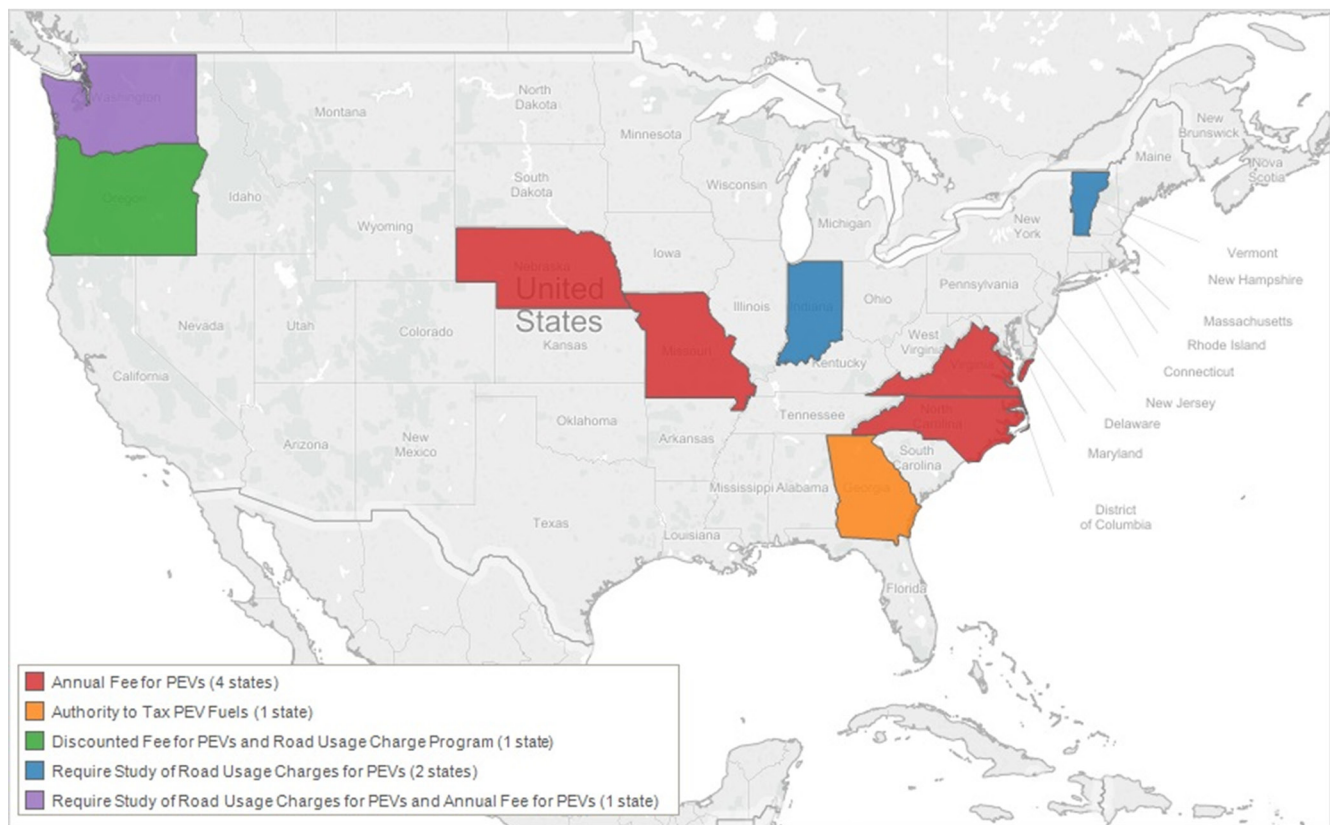 Washington
Montana
North
Dakota
Minnesota
New
Brunswick
Maine
Nova
Scotia
Oregon
Idaho
South
Dakota
Wisconsin
Michigan
New
York
Wyoming
Vermont
Nebraska
Iowa
New Hampshire
United
States
Illinois
Indiana
Ohio
Pennsylvania
Massachusetts
Nevada
Utah
Colorado
Kansas
Missouri
West
Virginia
Virginia
Rhode Island
Kentucky
Connecticut
California
New Jersey
Tennessee
North
Carolina
Delaware
Oklahoma
Arkansas
Maryland
Arizona
New
Mexico
South
Carolina
Mississippi
Alabama
Georgia
District
of Columbia
Texas
Louisiana
Florida
Annual Fee for PEVs (4 states)
Authority to Tax PEV Fuels (1 state)
Discounted Fee for PEVs and Road Usage Charge Program (1 state)
Require Study of Road Usage Charges for PEVs (2 states)
Require Study of Road Usage Charges for PEVs and Annual Fee for PEVs (1 state)